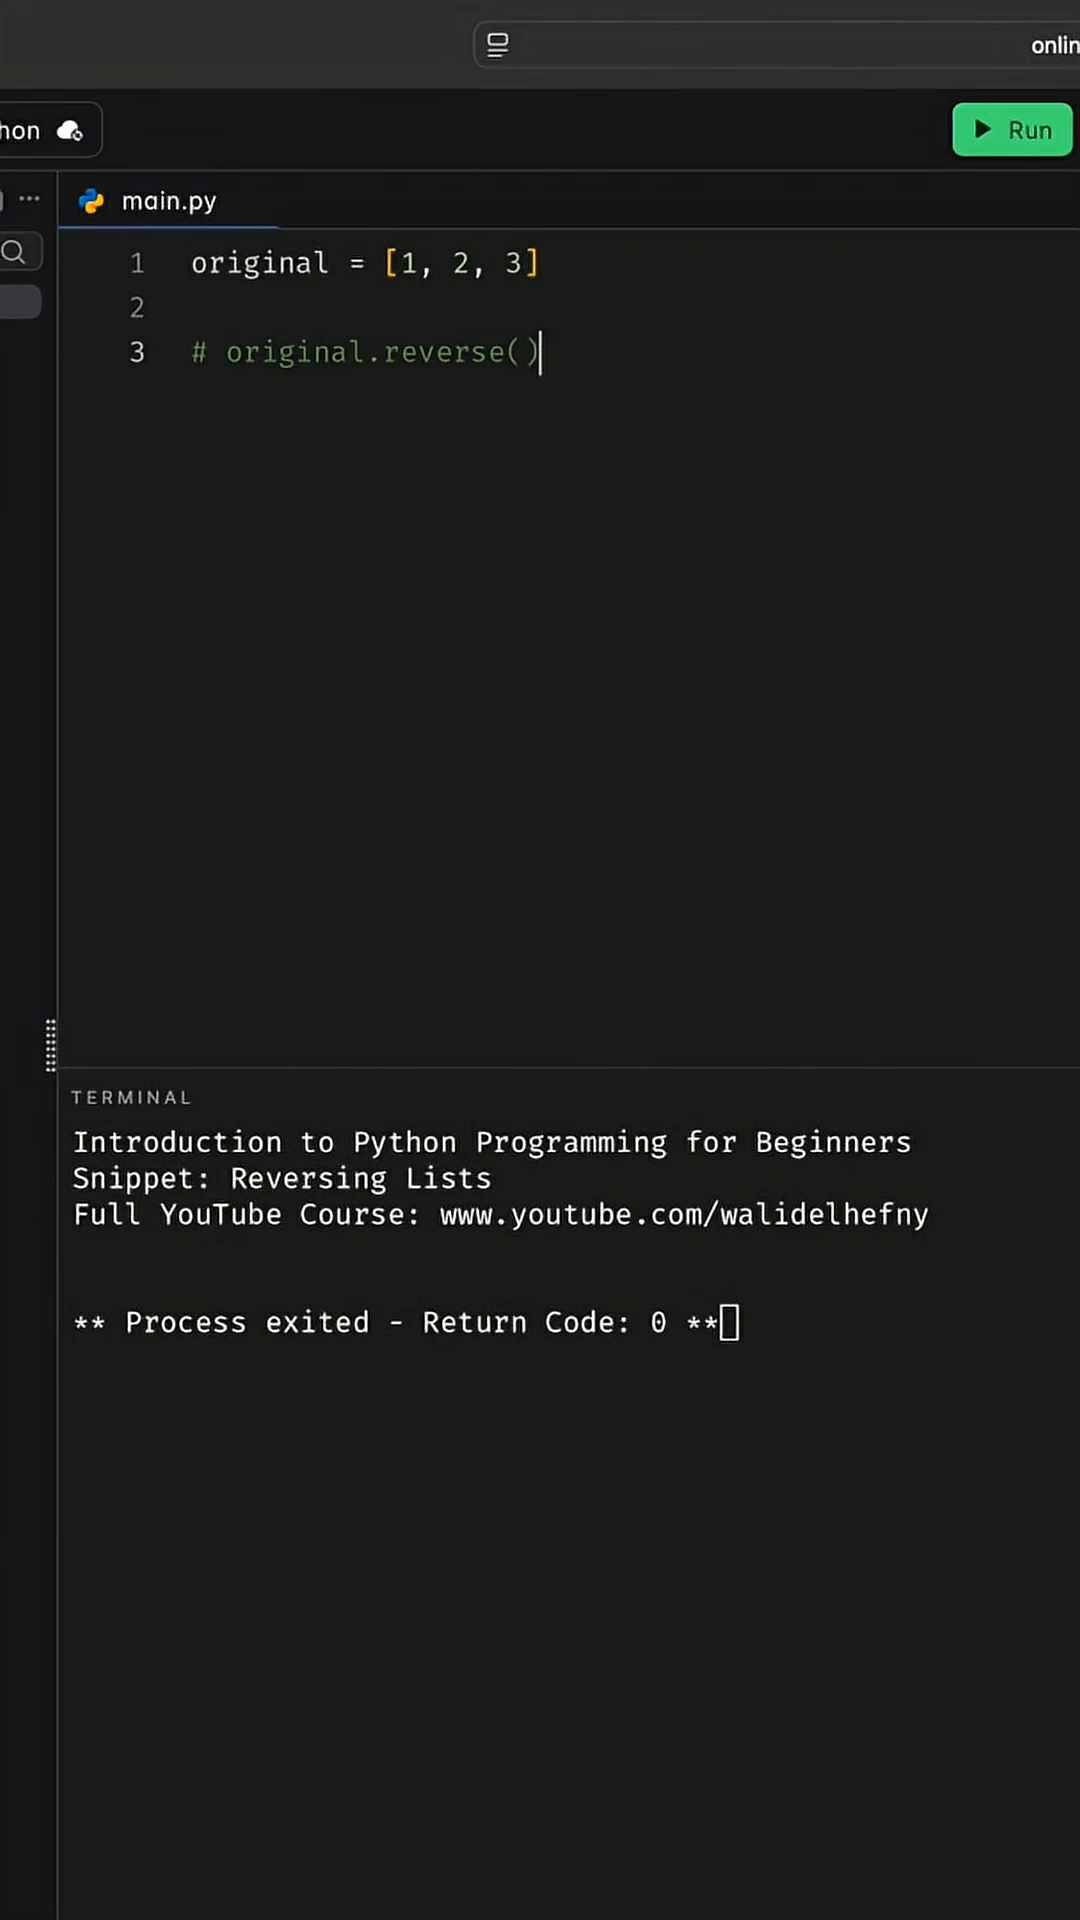 onlin
hon
Run
main.py
1 original = [1, 2, 3]
2
3 # original.reverse()
TERMINAL
Introduction to Python Programming for Beginners
Snippet: Reversing Lists
Full YouTube Course: www.youtube.com/walidelhefny
** Process exited - Return Code: 0 **